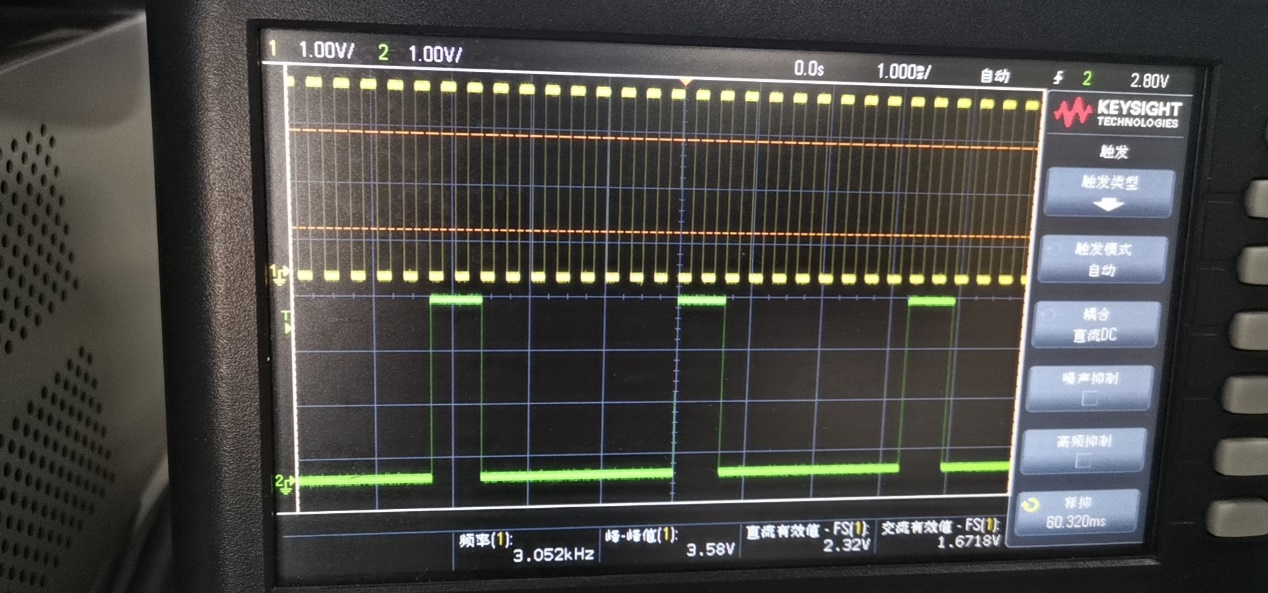 1 1.00V/ 2 1.00V/ 0.0s 1.000ms/ 自动 2 2.80V
KEYSIGHT
TECHNOLOGIES
触发
触发类型
触发模式
自动
耦合
直流DC
噪声抑制
高频抑制
释抑
60.320ms
1
T
2
频率(1):
3.052kHz
峰-峰值(1):
3.58V
直流有效值 - FS(1):
2.32V
交流有效值 - FS(1):
1.6718V